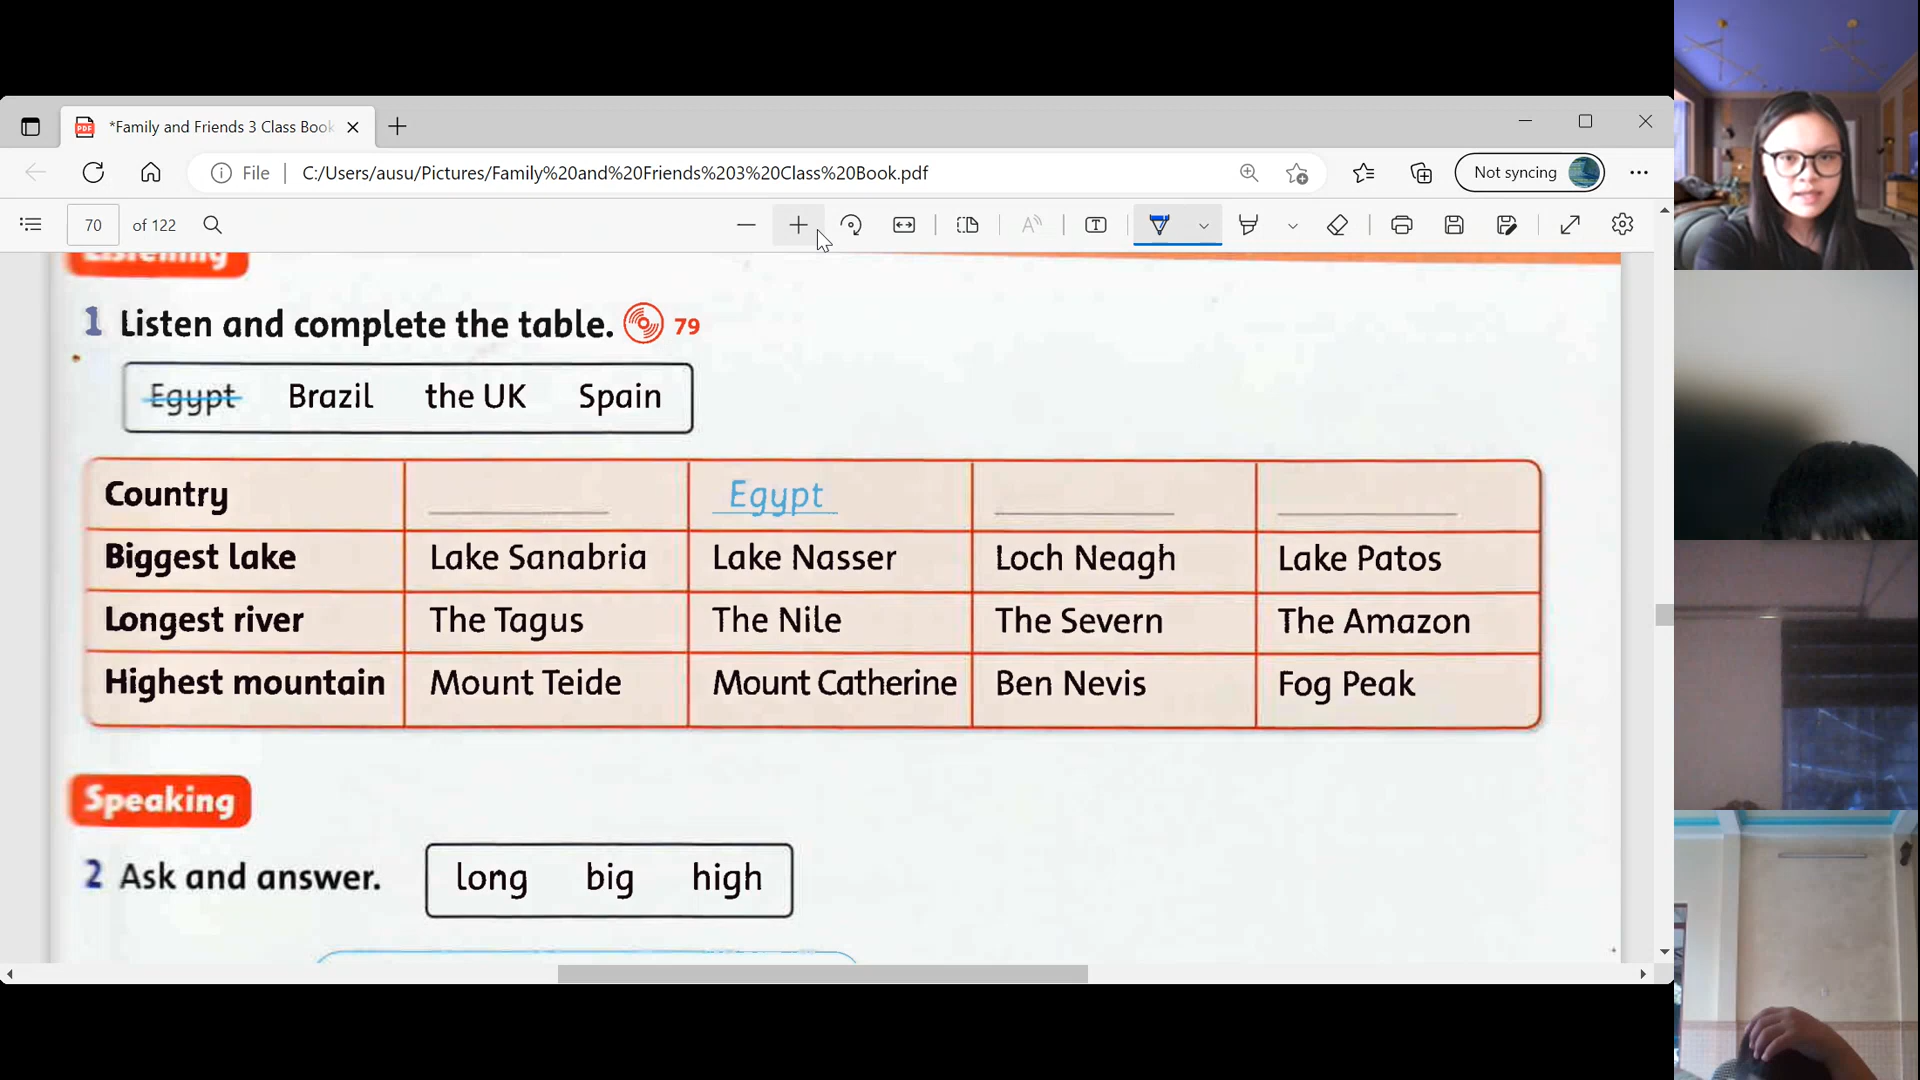 *Family and Friends 3 Class Book
File C:/Users/ausu/Pictures/Family%20and%20Friends%203%20Class%20Book.pdf Not syncing
70 of 122
Listening
1 Listen and complete the table. 79
Egypt Brazil the UK Spain
Country Egypt
Biggest lake Lake Sanabria Lake Nasser Loch Neagh Lake Patos
Longest river The Tagus The Nile The Severn The Amazon
Highest mountain Mount Teide Mount Catherine Ben Nevis Fog Peak
Speaking
2 Ask and answer. long big high